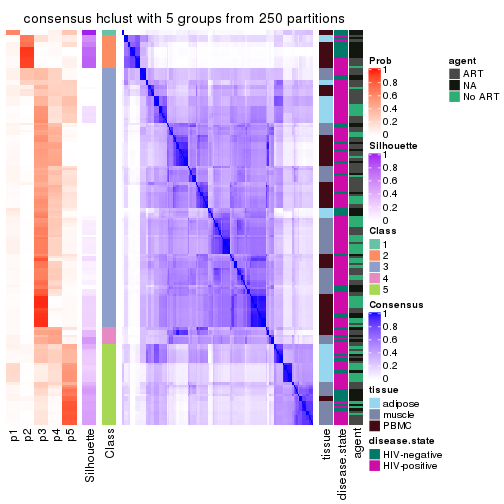 consensus hclust with 5 groups from 250 partitions
Prob
1
0.8
0.6
0.4
0.2
0
agent
ART
NA
No ART
Silhouette
1
0.8
0.6
0.4
0.2
0
Class
1
2
3
4
5
Consensus
1
0.8
0.6
0.4
0.2
0
tissue
adipose
muscle
PBMC
disease.state
HIV-negative
HIV-positive
p1
p2
p3
p4
p5
Silhouette
Class
tissue
disease.state
agent